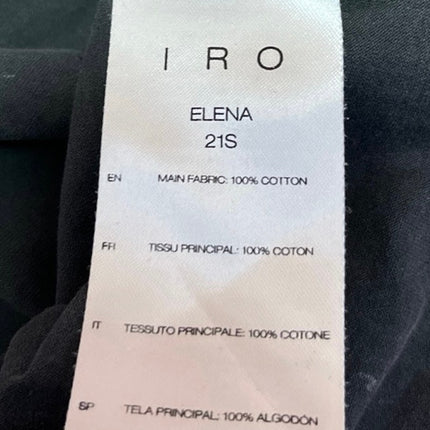 IRO
ELENA
21S
EN MAIN FABRIC: 100% COTTON
FR TISSU PRINCIPAL: 100% COTON
IT TESSUTO PRINCIPALE: 100% COTONE
SP TELA PRINCIPAL: 100% ALGODÓN